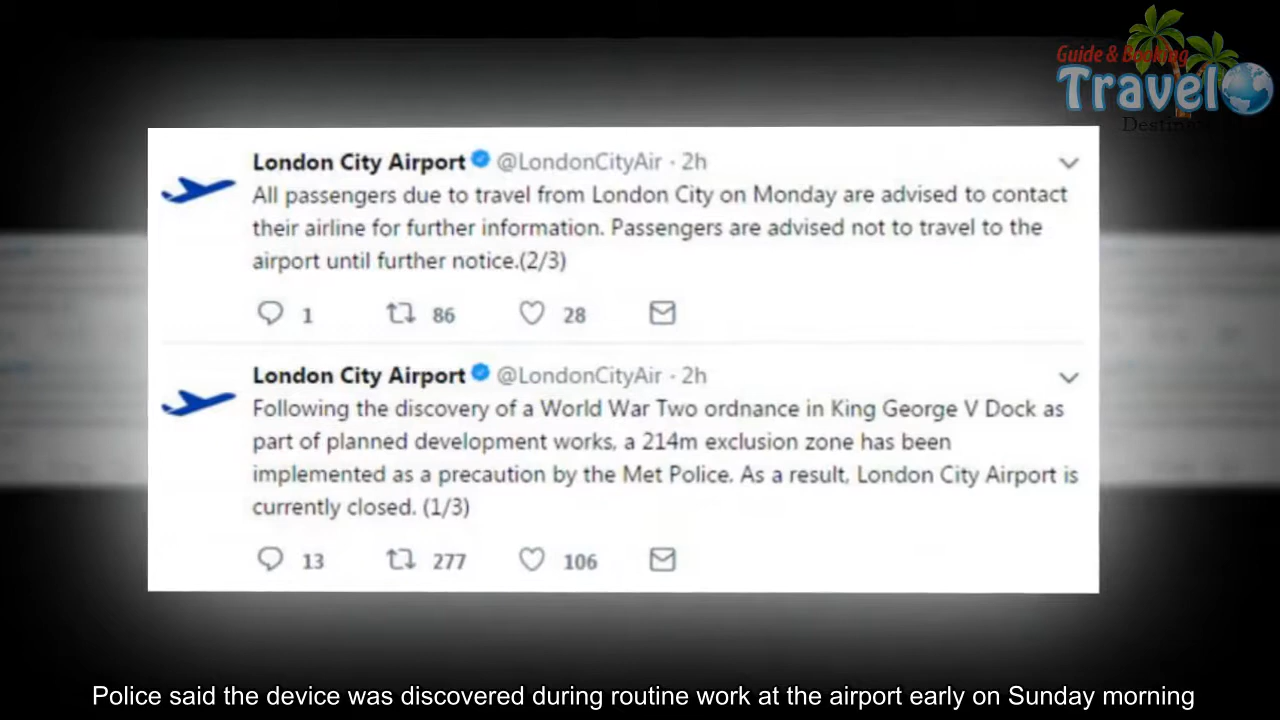 Guide & Booking
Travel
London City Airport @LondonCityAir · 2h
All passengers due to travel from London City on Monday are advised to contact
their airline for further information. Passengers are advised not to travel to the
airport until further notice.(2/3)
1 86 28
London City Airport @LondonCityAir · 2h
Following the discovery of a World War Two ordnance in King George V Dock as
part of planned development works, a 214m exclusion zone has been
implemented as a precaution by the Met Police. As a result, London City Airport is
currently closed. (1/3)
13 277 106
Police said the device was discovered during routine work at the airport early on Sunday morning